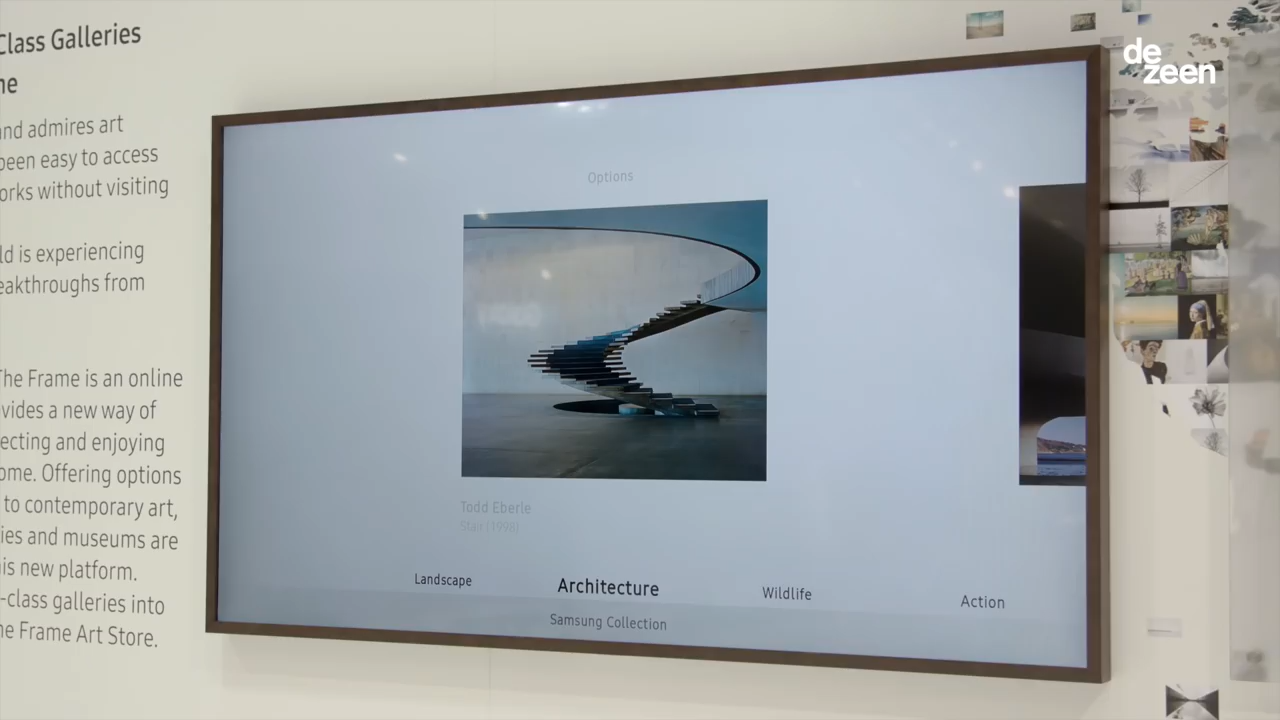 Class Galleries
me
and admires art
been easy to access
orks without visiting
ld is experiencing
eakthroughs from
The Frame is an online
vides a new way of
ecting and enjoying
ome. Offering options
to contemporary art,
ies and museums are
his new platform.
-class galleries into
he Frame Art Store.
Options
Todd Eberle
Stair (1998)
Landscape
Architecture
Wildlife
Action
Samsung Collection
de
zeen